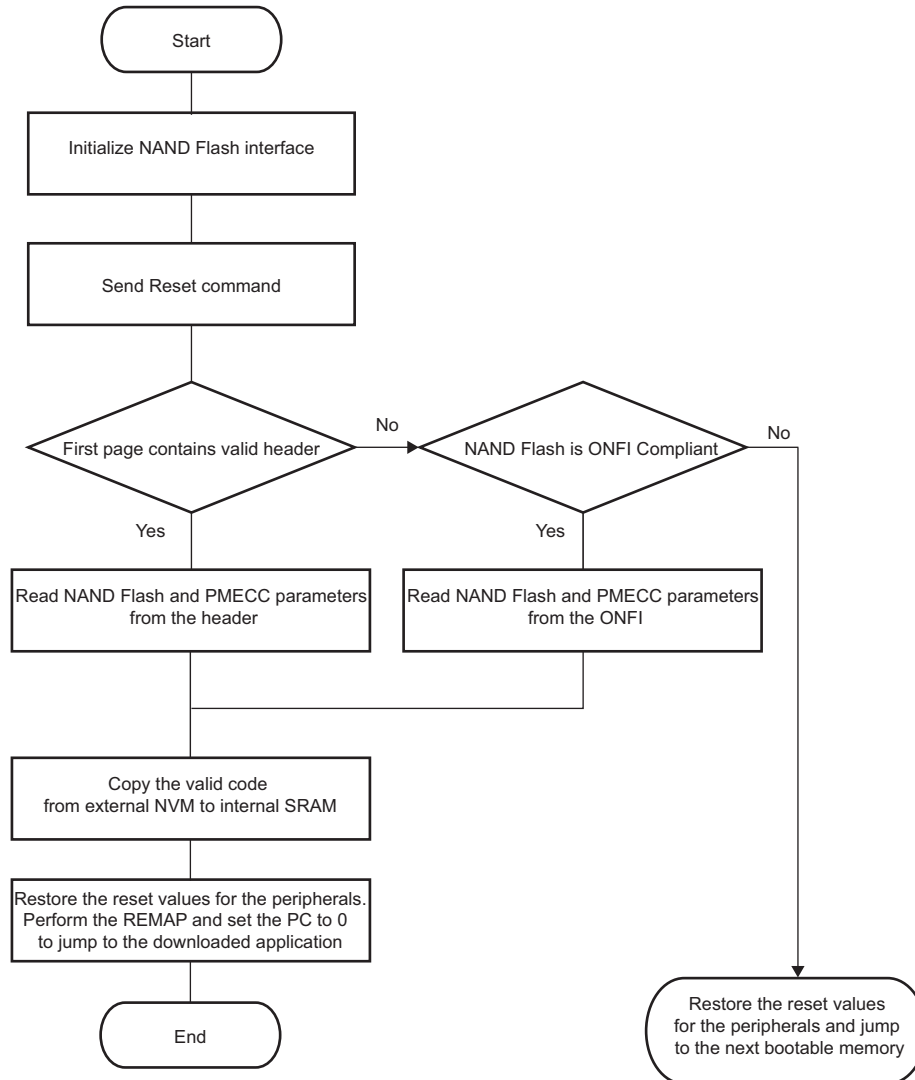 Start
Initialize NAND Flash interface
Send Reset command
First page contains valid header
No
NAND Flash is ONFI Compliant
No
Yes
Yes
Read NAND Flash and PMECC parameters
from the header
Read NAND Flash and PMECC parameters
from the ONFI
Copy the valid code
from external NVM to internal SRAM
Restore the reset values for the peripherals.
Perform the REMAP and set the PC to 0
to jump to the downloaded application
End
Restore the reset values
for the peripherals and jump
to the next bootable memory